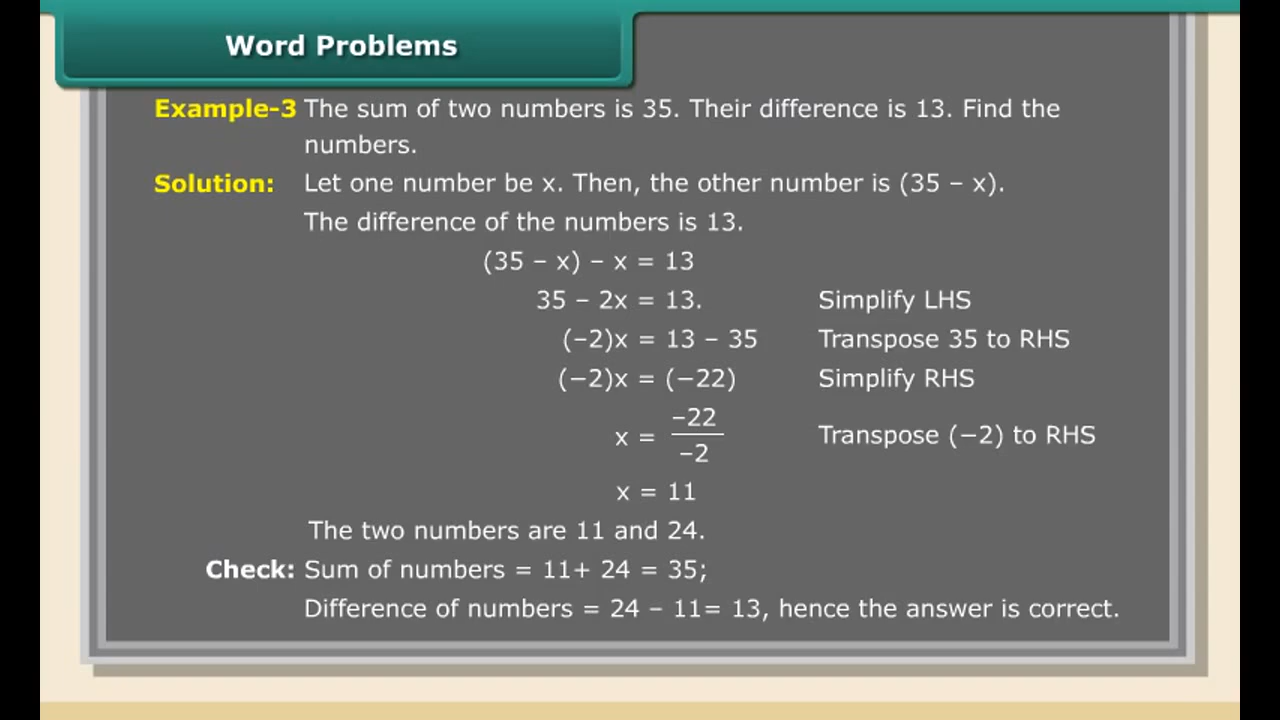 Word Problems
Example-3 The sum of two numbers is 35. Their difference is 13. Find the
numbers.
Solution: Let one number be x. Then, the other number is (35 – x).
The difference of the numbers is 13.
(35 – x) – x = 13
35 – 2x = 13. Simplify LHS
(–2)x = 13 – 35 Transpose 35 to RHS
(−2)x = (−22) Simplify RHS
x = –22/–2 Transpose (−2) to RHS
x = 11
The two numbers are 11 and 24.
Check: Sum of numbers = 11+ 24 = 35;
Difference of numbers = 24 – 11= 13, hence the answer is correct.